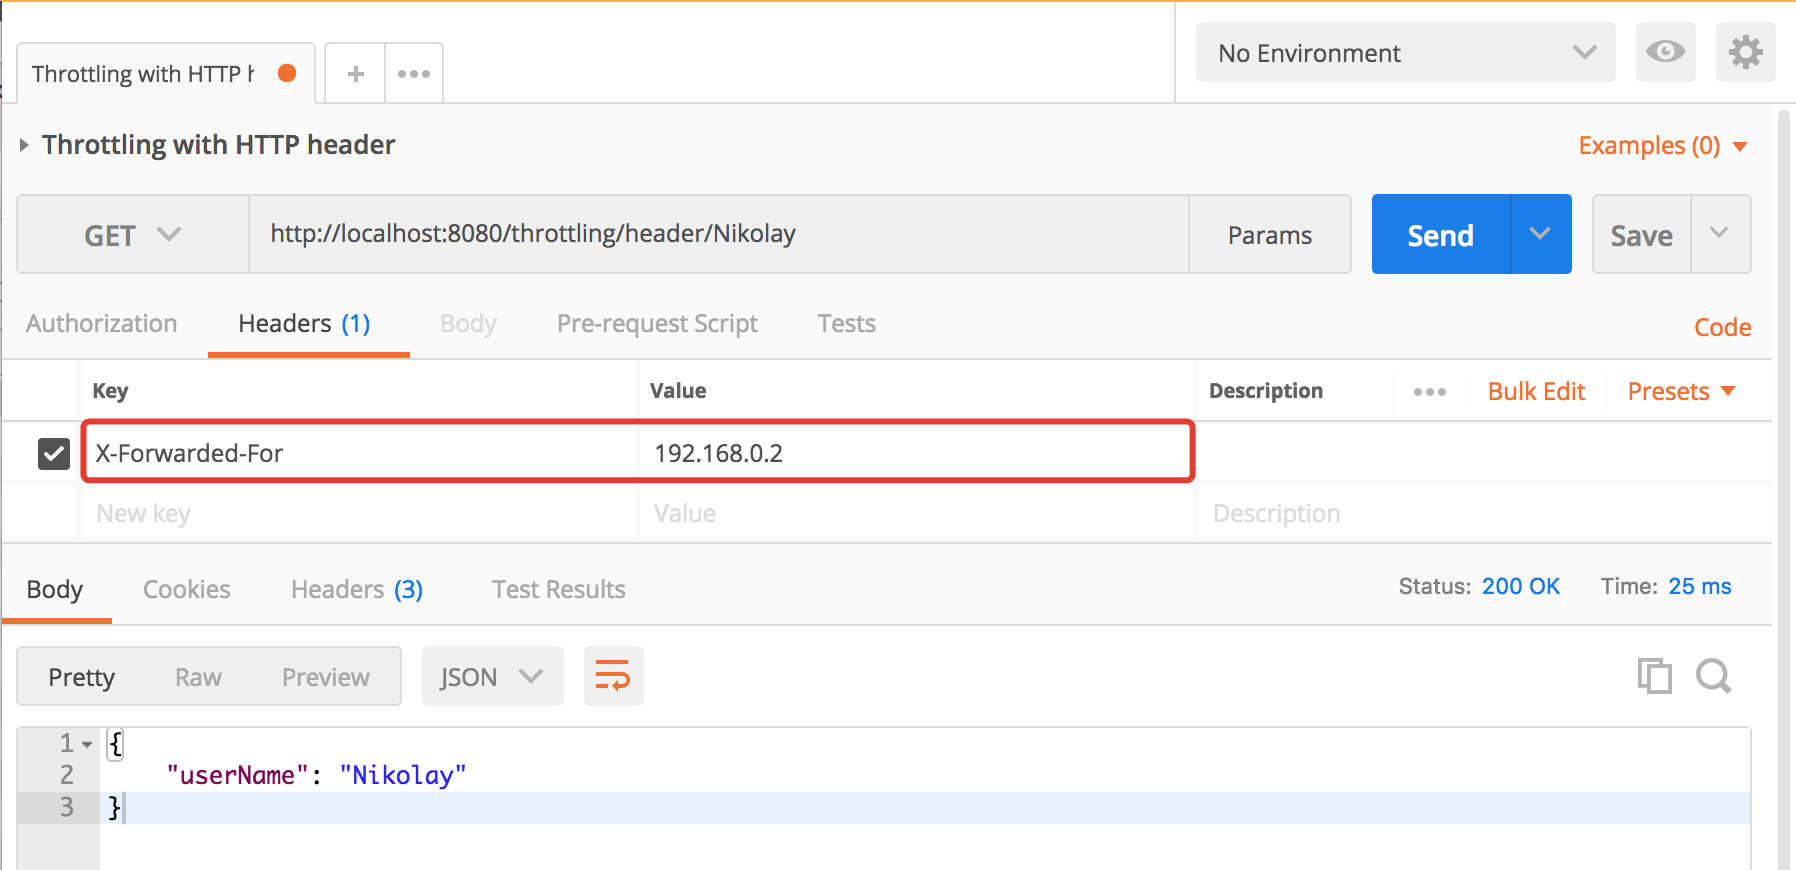 Throttling with HTTP h
No Environment
Throttling with HTTP header
Examples (0)
GET
http://localhost:8080/throttling/header/Nikolay
Params
Send
Save
Authorization
Headers (1)
Body
Pre-request Script
Tests
Code
Key
Value
Description
Bulk Edit
Presets
X-Forwarded-For
192.168.0.2
New key
Value
Description
Body
Cookies
Headers (3)
Test Results
Status: 200 OK
Time: 25 ms
Pretty
Raw
Preview
JSON
1 {
2 "userName": "Nikolay"
3 }